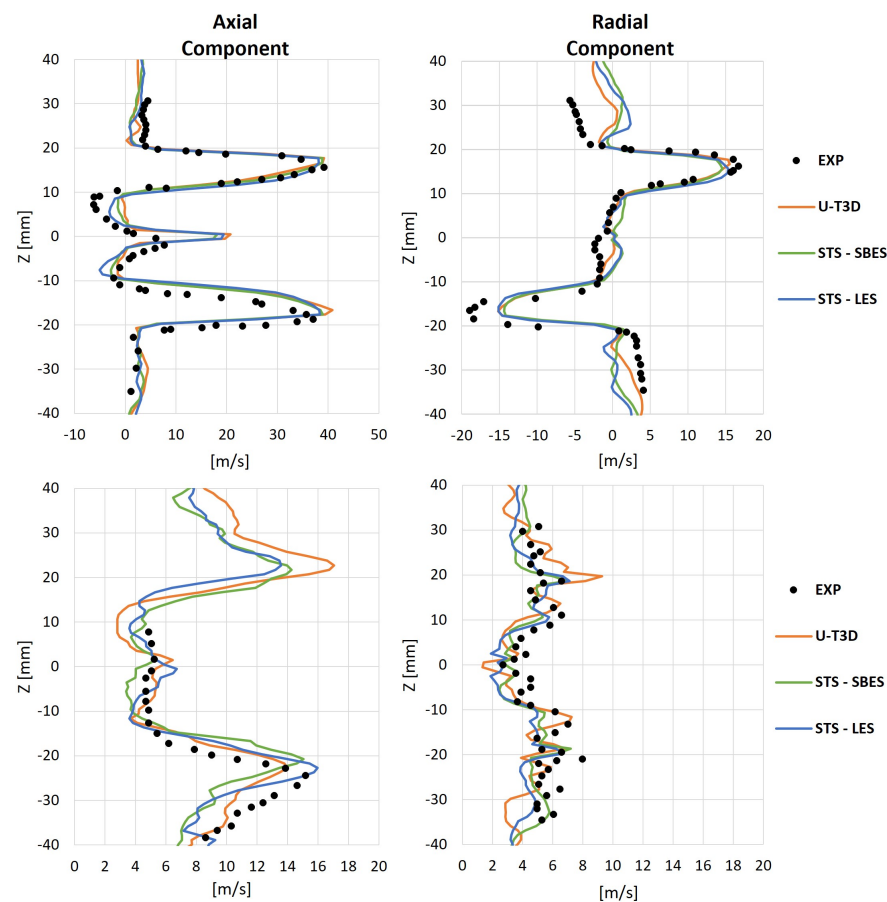 Axial
Component
Radial
Component
40
30
20
10
0
-10
-20
-30
-40
Z [mm]
-10 0 10 20 30 40 50
[m/s]
40
30
20
10
0
-10
-20
-30
-40
Z [mm]
-20 -15 -10 -5 0 5 10 15 20
[m/s]
EXP
U-T3D
STS - SBES
STS - LES
40
30
20
10
0
-10
-20
-30
-40
Z [mm]
0 2 4 6 8 10 12 14 16 18 20
[m/s]
40
30
20
10
0
-10
-20
-30
-40
Z [mm]
0 2 4 6 8 10 12 14 16 18 20
[m/s]
EXP
U-T3D
STS - SBES
STS - LES